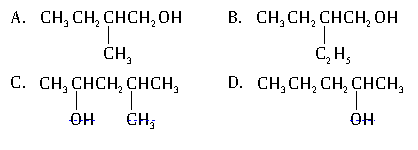 A. CH₃CH₂CHCH₂OH B. CH₃CH₂CHCH₂OH
CH₃ C₂H₅
C. CH₃CHCH₂CHCH₃ D. CH₃CH₂CH₂CHCH₃
OH CH₃ OH